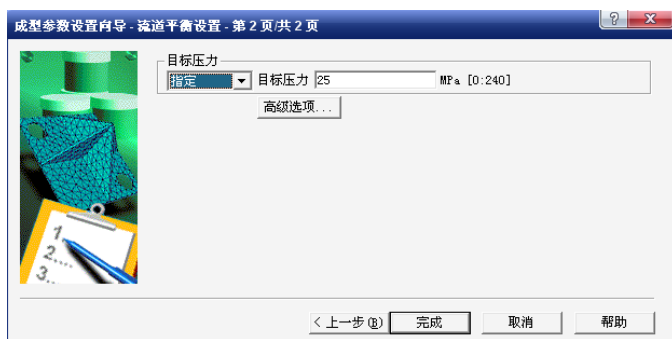 成型参数设置向导 - 流道平衡设置 - 第 2 页/共 2 页
目标压力
指定 目标压力 25 MPa [0:240]
高级选项...
1
2....
3...
< 上一步(B) 完成 取消 帮助